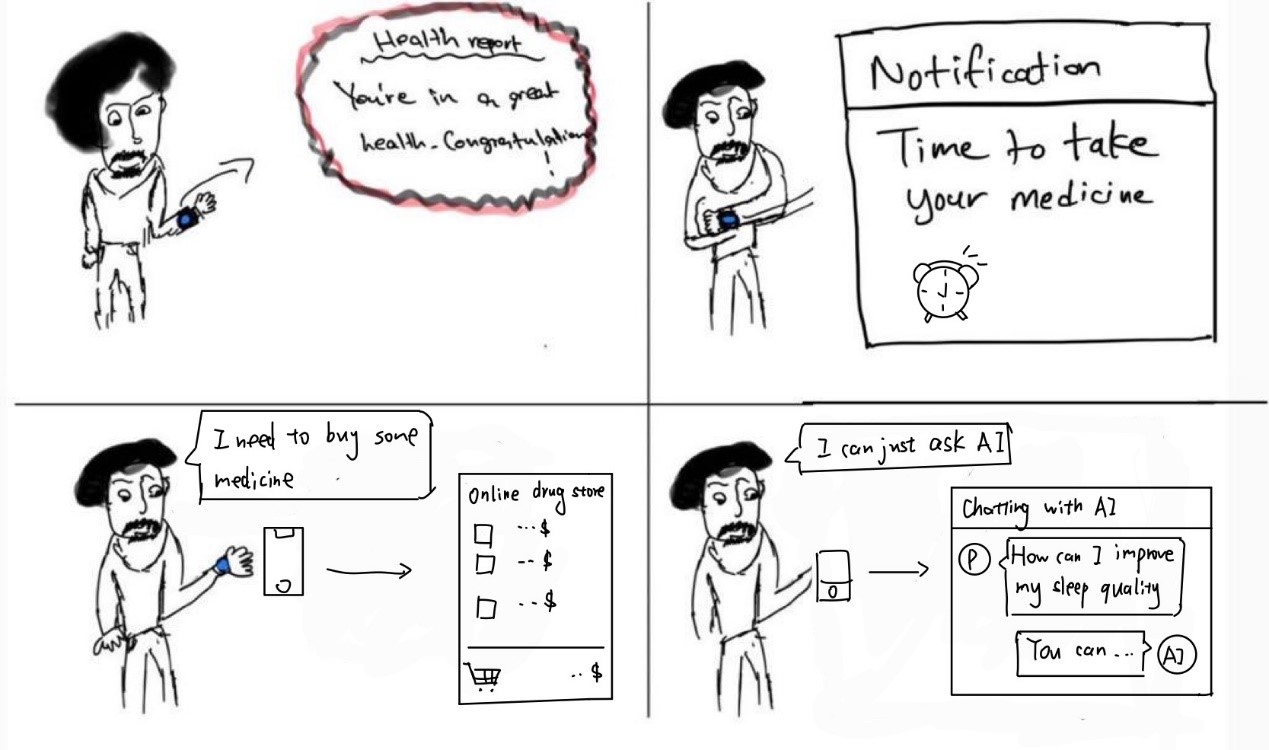 Health report
You're in a great
health. Congratulations
!
Notification
Time to take
your medicine
I need to buy some
medicine
Online drug store
...$
--$
..$
..$
I can just ask AI
Chatting with AI
P
How can I improve
my sleep quality
You can ...
AI